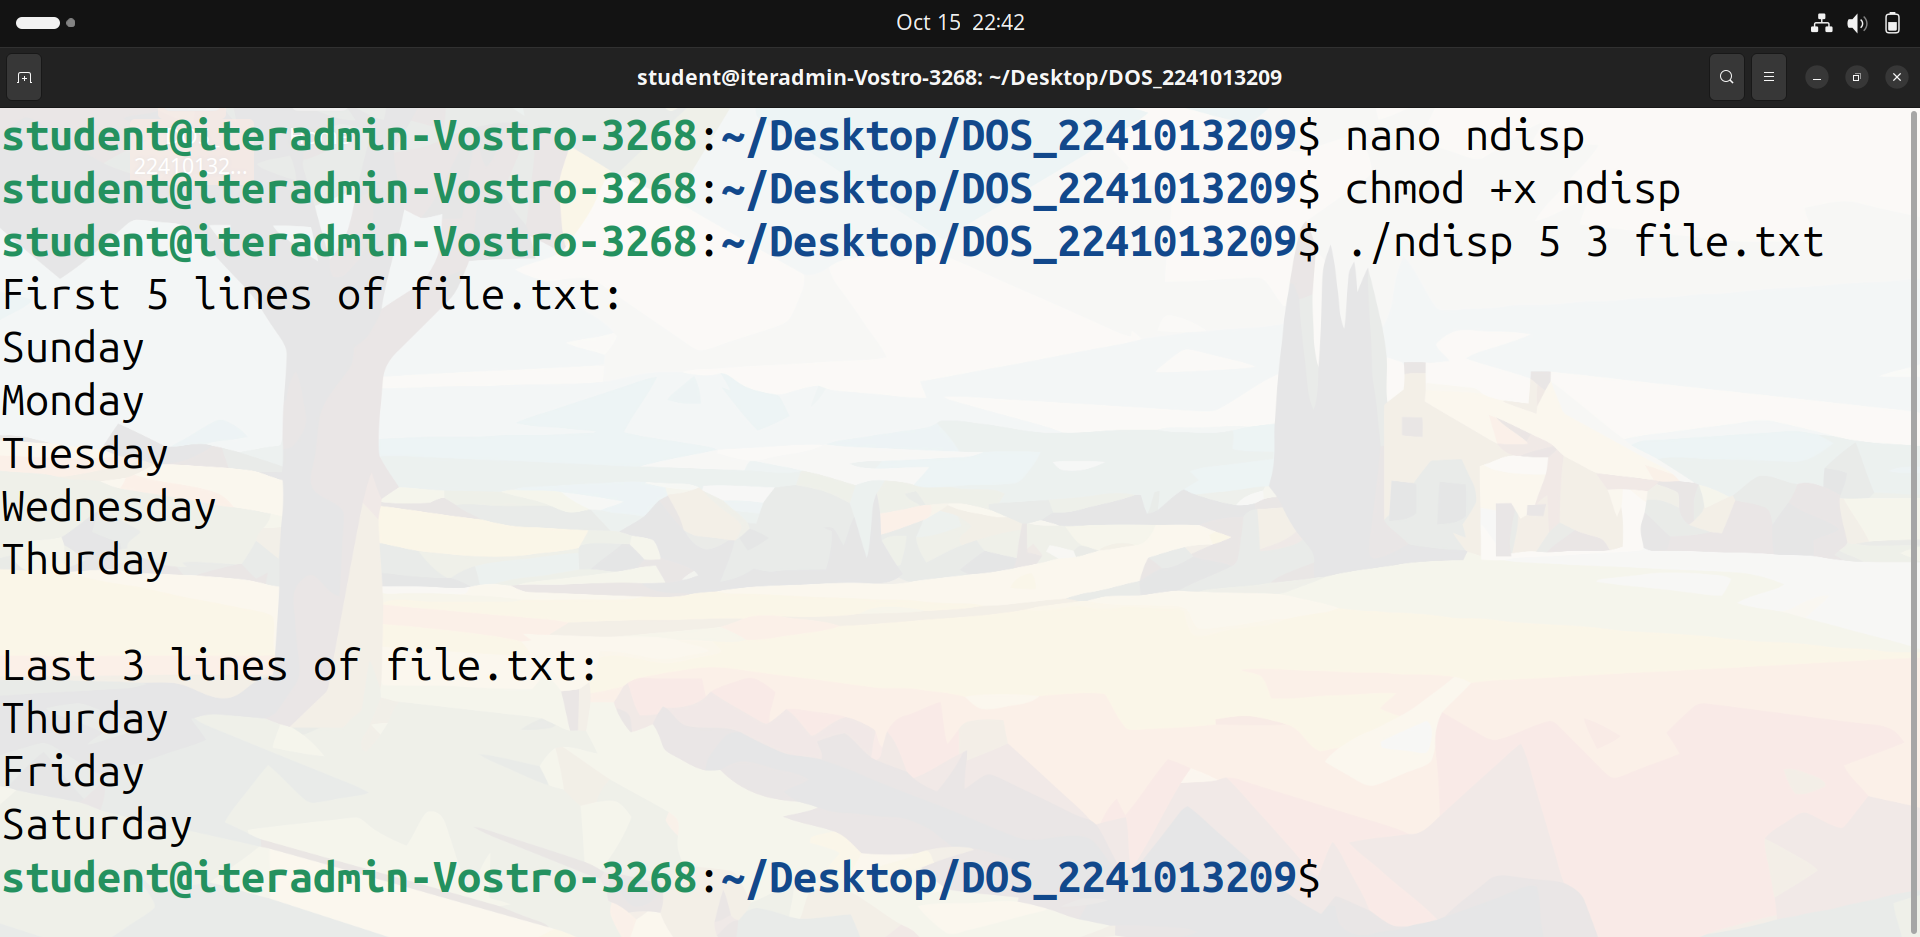 Oct 15  22:42
student@iteradmin-Vostro-3268: ~/Desktop/DOS_2241013209
student@iteradmin-Vostro-3268:~/Desktop/DOS_2241013209$ nano ndisp
22410132...
student@iteradmin-Vostro-3268:~/Desktop/DOS_2241013209$ chmod +x ndisp
student@iteradmin-Vostro-3268:~/Desktop/DOS_2241013209$ ./ndisp 5 3 file.txt
First 5 lines of file.txt:
Sunday
Monday
Tuesday
Wednesday
Thurday
Last 3 lines of file.txt:
Thurday
Friday
Saturday
student@iteradmin-Vostro-3268:~/Desktop/DOS_2241013209$